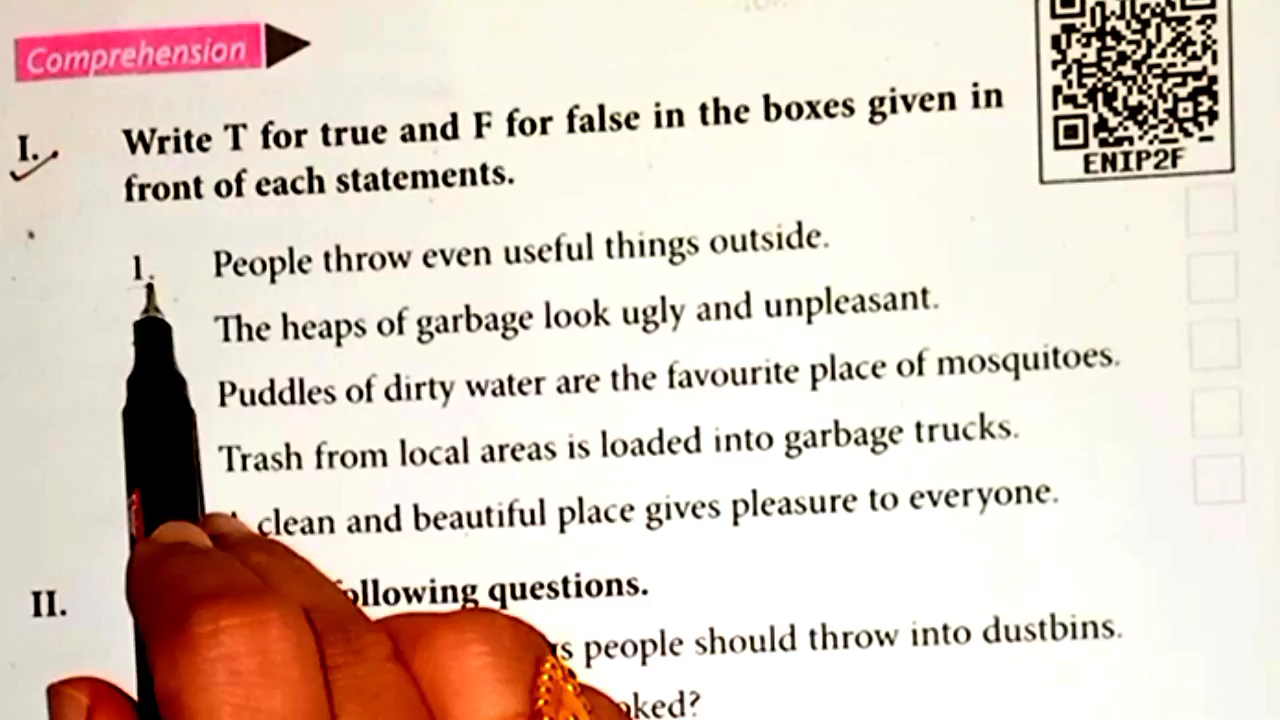 Comprehension
ENIP2F
I. Write T for true and F for false in the boxes given in
front of each statements.
1. People throw even useful things outside.
The heaps of garbage look ugly and unpleasant.
Puddles of dirty water are the favourite place of mosquitoes.
Trash from local areas is loaded into garbage trucks.
clean and beautiful place gives pleasure to everyone.
II. following questions.
people should throw into dustbins.